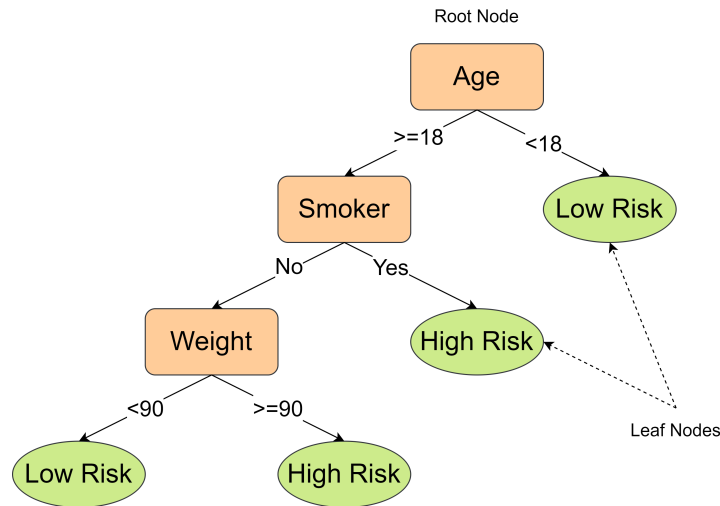 Root Node
Age
>=18
<18
Smoker
Low Risk
No
Yes
Weight
High Risk
<90
>=90
Leaf Nodes
Low Risk
High Risk